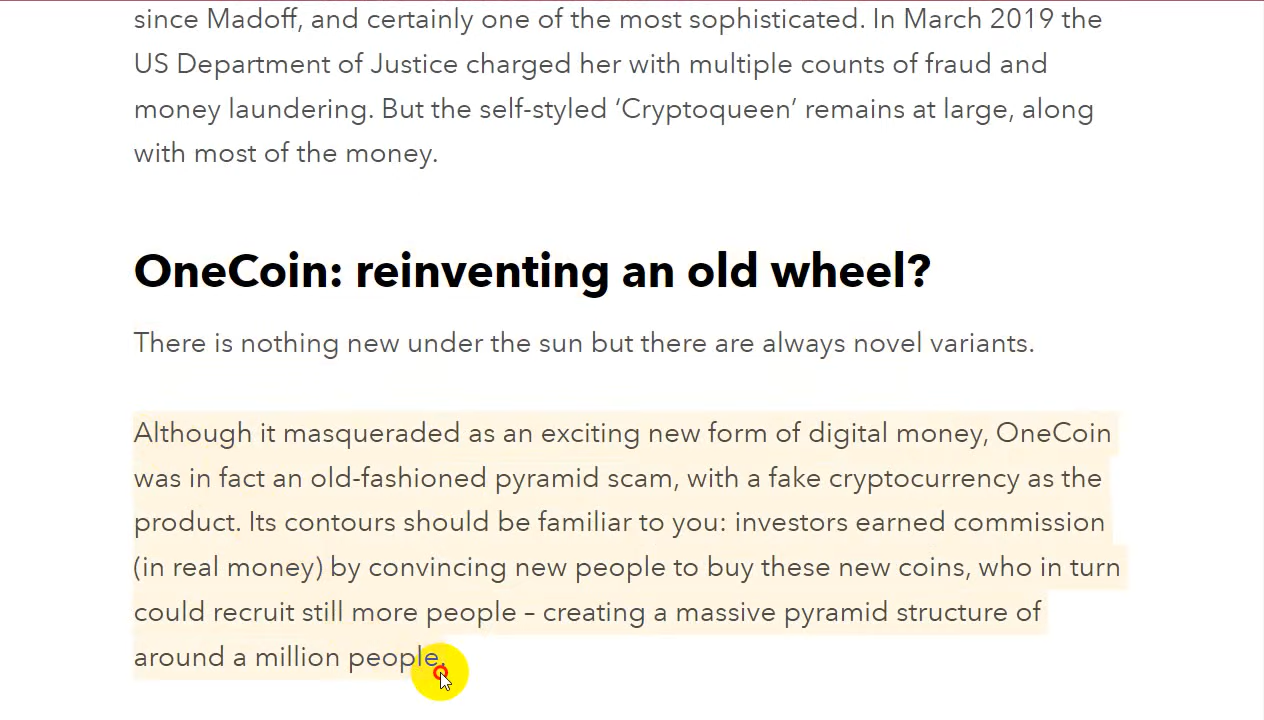 since Madoff, and certainly one of the most sophisticated. In March 2019 the
US Department of Justice charged her with multiple counts of fraud and
money laundering. But the self-styled ‘Cryptoqueen’ remains at large, along
with most of the money.
OneCoin: reinventing an old wheel?
There is nothing new under the sun but there are always novel variants.
Although it masqueraded as an exciting new form of digital money, OneCoin
was in fact an old-fashioned pyramid scam, with a fake cryptocurrency as the
product. Its contours should be familiar to you: investors earned commission
(in real money) by convincing new people to buy these new coins, who in turn
could recruit still more people – creating a massive pyramid structure of
around a million people.